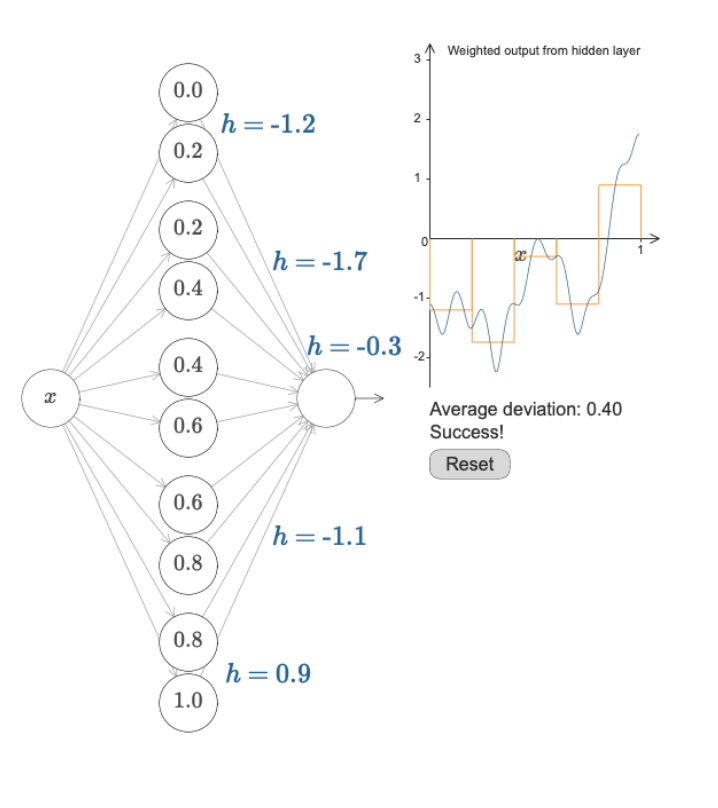 0.0
h = -1.2
0.2
0.2
h = -1.7
0.4
h = -0.3
0.4
x
0.6
0.6
h = -1.1
0.8
0.8
h = 0.9
1.0
Weighted output from hidden layer
3
2
1
0
x
1
-1
-2
Average deviation: 0.40
Success!
Reset